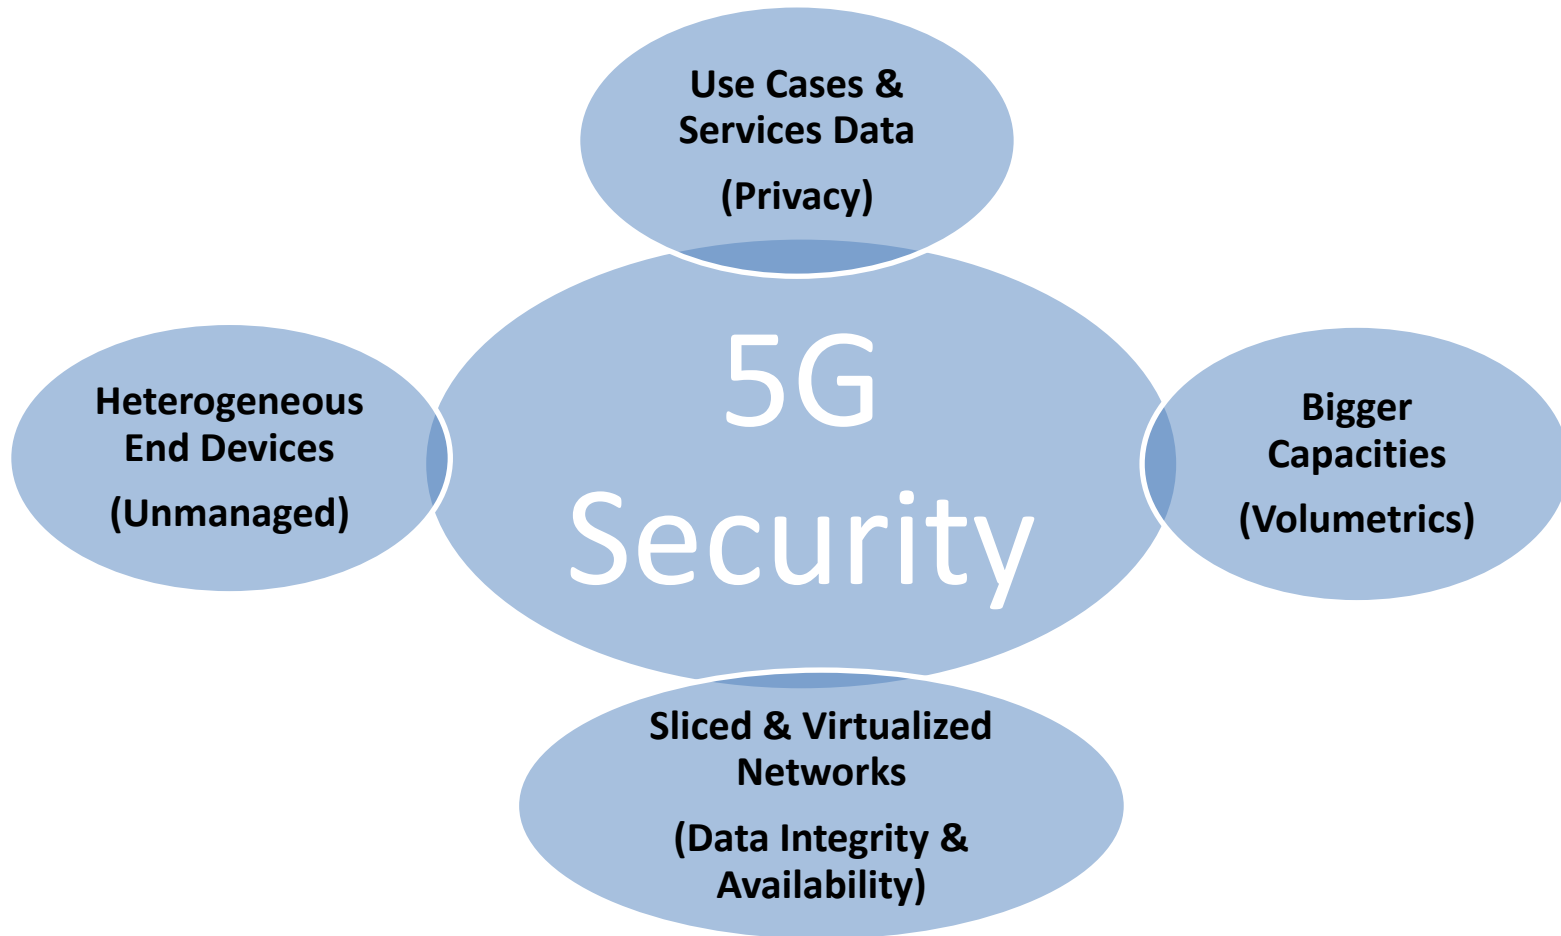 Use Cases &
Services Data
(Privacy)
5G
Security
Heterogeneous
End Devices
(Unmanaged)
Bigger
Capacities
(Volumetrics)
Sliced & Virtualized
Networks
(Data Integrity &
Availability)